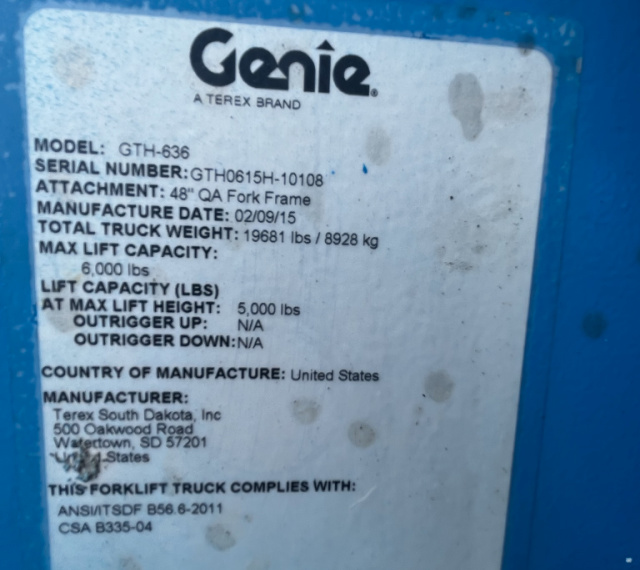 Genie®
A TEREX BRAND
MODEL: GTH-636
SERIAL NUMBER: GTH0615H-10108
ATTACHMENT: 48" QA Fork Frame
MANUFACTURE DATE: 02/09/15
TOTAL TRUCK WEIGHT: 19681 lbs / 8928 kg
MAX LIFT CAPACITY:
6,000 lbs
LIFT CAPACITY (LBS)
AT MAX LIFT HEIGHT: 5,000 lbs
OUTRIGGER UP: N/A
OUTRIGGER DOWN: N/A
COUNTRY OF MANUFACTURE: United States
MANUFACTURER:
Terex South Dakota, Inc
500 Oakwood Road
Watertown, SD 57201
States
THIS FORKLIFT TRUCK COMPLIES WITH:
ANSI/ITSDF B56.6-2011
CSA B335-04